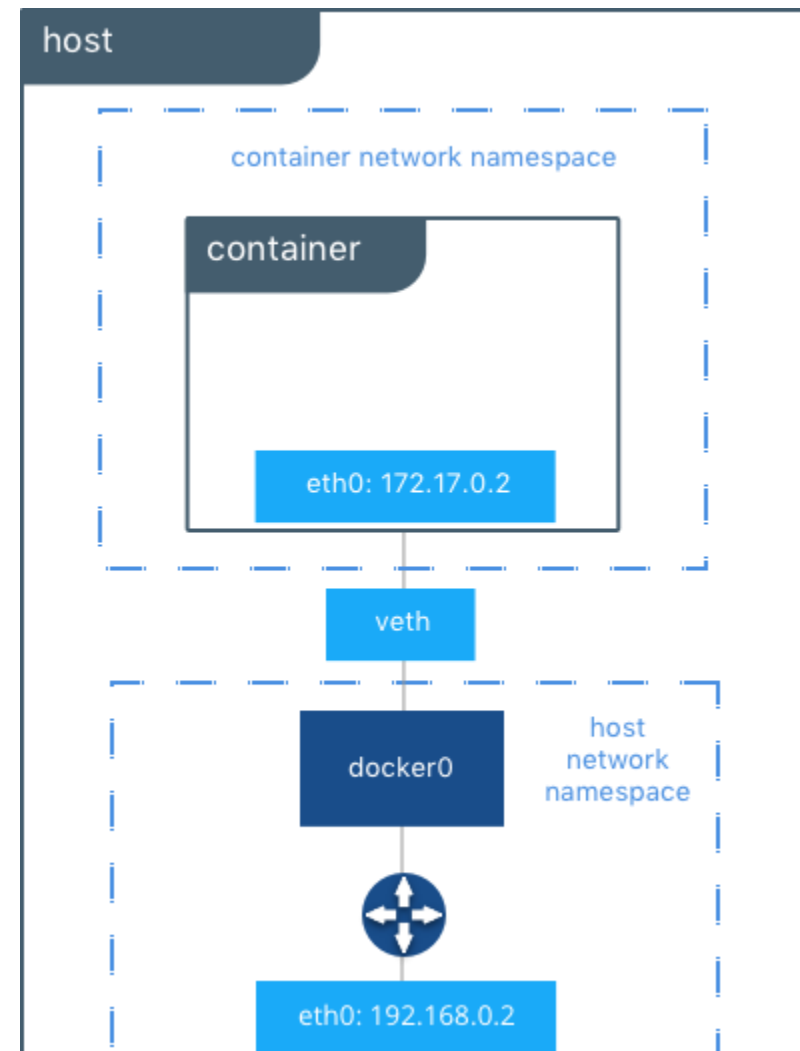 host
container network namespace
container
eth0: 172.17.0.2
veth
host
network
namespace
docker0
eth0: 192.168.0.2